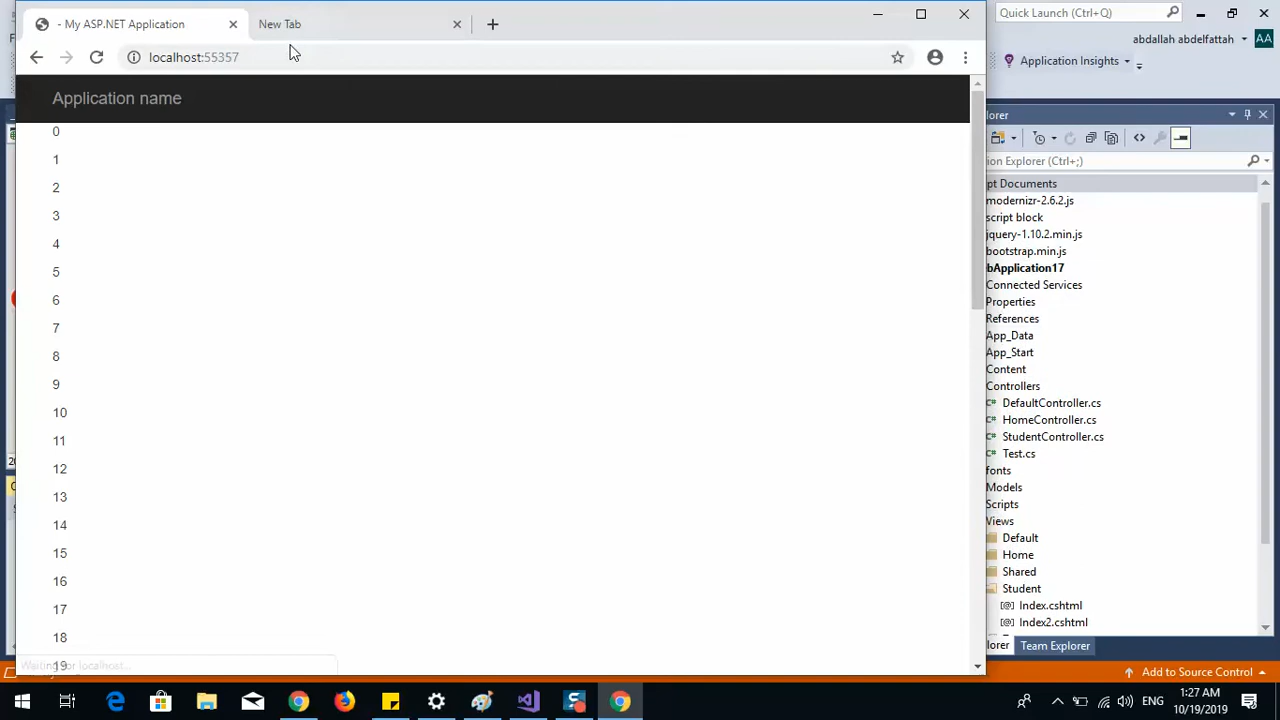 - My ASP.NET Application
New Tab
Quick Launch (Ctrl+Q)
localhost:55357
abdallah abdelfattah
AA
Application Insights
Application name
0
1
2
3
4
5
6
7
8
9
10
11
12
13
14
15
16
17
18
19
Waiting for localhost...
lorer
ion Explorer (Ctrl+;)
pt Documents
modernizr-2.6.2.js
script block
jquery-1.10.2.min.js
bootstrap.min.js
bApplication17
Connected Services
Properties
References
App_Data
App_Start
Content
Controllers
C# DefaultController.cs
C# HomeController.cs
C# StudentController.cs
C# Test.cs
fonts
Models
Scripts
Views
Default
Home
Shared
Student
[@] Index.cshtml
[@] Index2.cshtml
lorer
Team Explorer
Add to Source Control
ENG
1:27 AM
10/19/2019